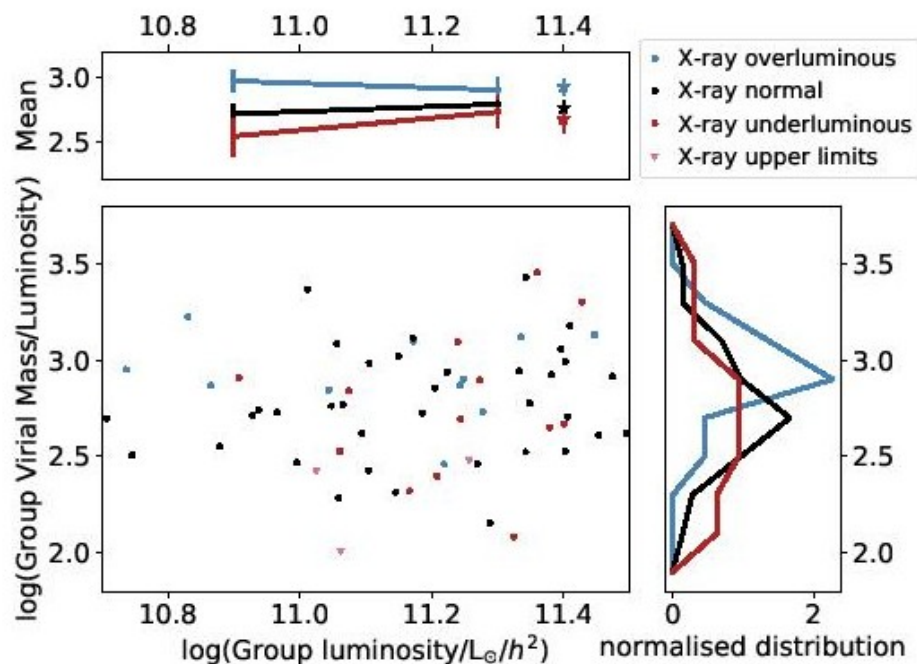 10.8 11.0 11.2 11.4
3.0
2.5
Mean
X-ray overluminous
X-ray normal
X-ray underluminous
X-ray upper limits
log(Group Virial Mass/Luminosity)
3.5
3.0
2.5
2.0
3.5
3.0
2.5
2.0
10.8 11.0 11.2 11.4
0 2
log(Group luminosity/L☉/h²)
normalised distribution